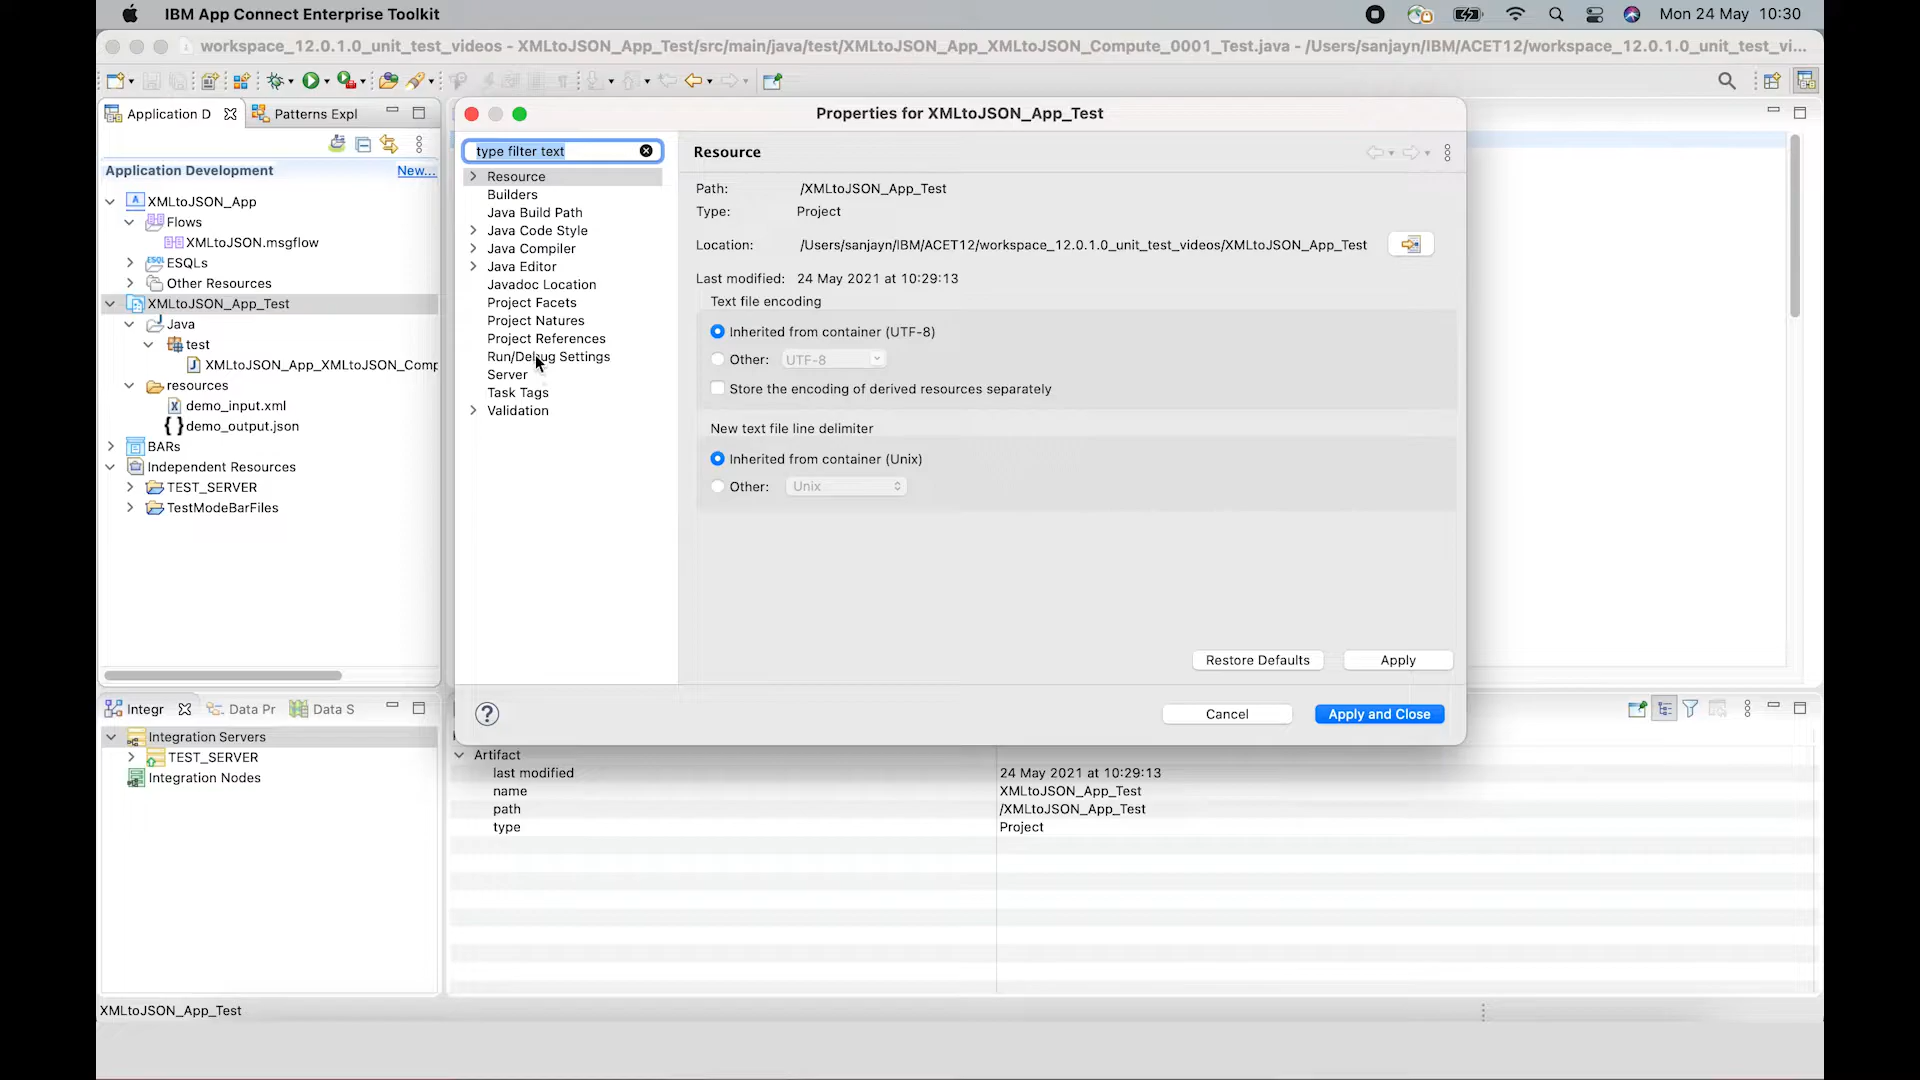 IBM App Connect Enterprise Toolkit
Mon 24 May 10:30
workspace_12.0.1.0_unit_test_videos - XMLtoJSON_App_Test/src/main/java/test/XMLtoJSON_App_XMLtoJSON_Compute_0001_Test.java - /Users/sanjayn/IBM/ACET12/workspace_12.0.1.0_unit_test_vi...
Application D
Patterns Expl
Application Development
New...
XMLtoJSON_App
Flows
XMLtoJSON.msgflow
ESQLs
Other Resources
XMLtoJSON_App_Test
Java
test
XMLtoJSON_App_XMLtoJSON_Comp
resources
demo_input.xml
demo_output.json
BARs
Independent Resources
TEST_SERVER
TestModeBarFiles
Properties for XMLtoJSON_App_Test
type filter text
Resource
Builders
Java Build Path
Java Code Style
Java Compiler
Java Editor
Javadoc Location
Project Facets
Project Natures
Project References
Run/Debug Settings
Server
Task Tags
Validation
Resource
Path: /XMLtoJSON_App_Test
Type: Project
Location: /Users/sanjayn/IBM/ACET12/workspace_12.0.1.0_unit_test_videos/XMLtoJSON_App_Test
Last modified: 24 May 2021 at 10:29:13
Text file encoding
Inherited from container (UTF-8)
Other: UTF-8
Store the encoding of derived resources separately
New text file line delimiter
Inherited from container (Unix)
Other: Unix
Restore Defaults
Apply
?
Cancel
Apply and Close
Integr
Data Pr
Data S
Integration Servers
TEST_SERVER
Integration Nodes
Artifact
last modified 24 May 2021 at 10:29:13
name XMLtoJSON_App_Test
path /XMLtoJSON_App_Test
type Project
XMLtoJSON_App_Test